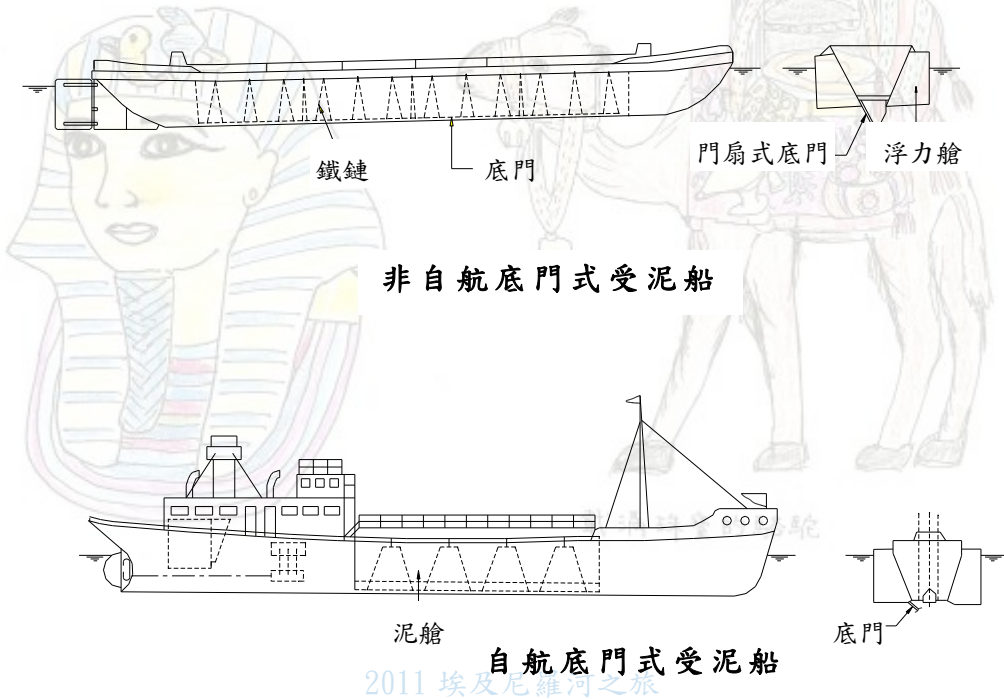 鐵鏈
底門
門扇式底門
浮力艙
非自航底門式受泥船
泥艙
底門
自航底門式受泥船
2011 埃及尼羅河之旅